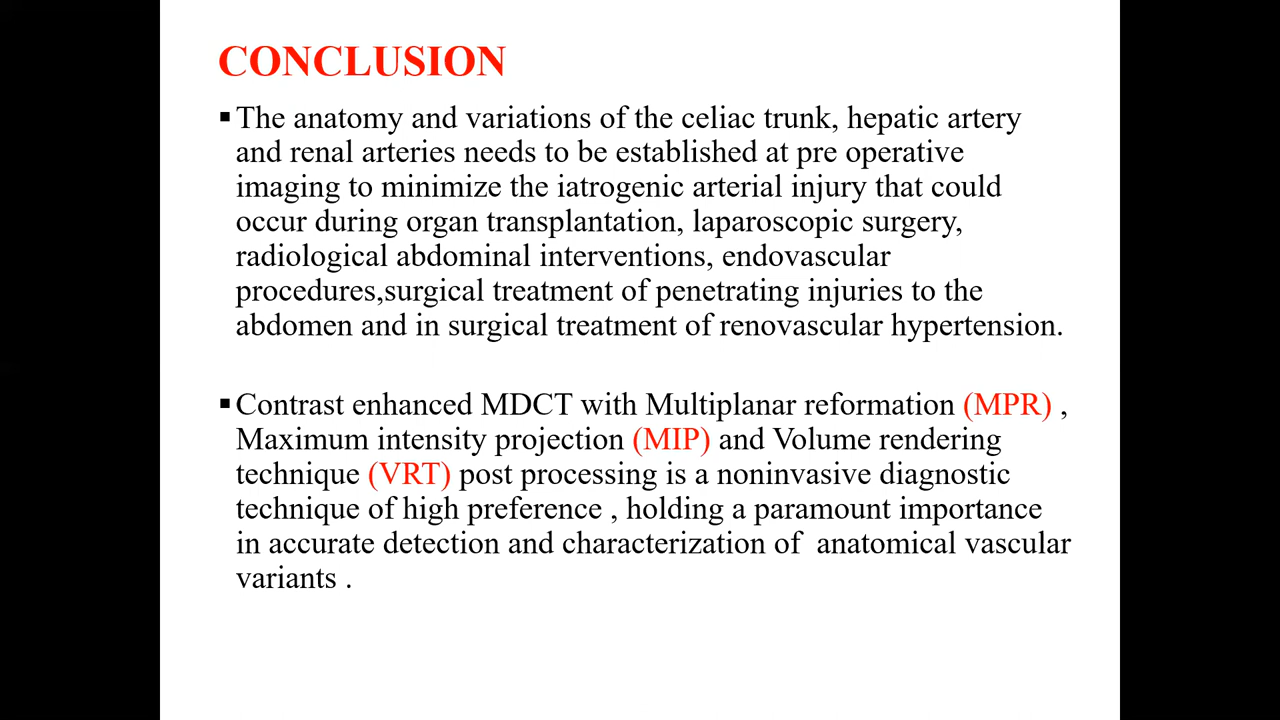 CONCLUSION
▪The anatomy and variations of the celiac trunk, hepatic artery
and renal arteries needs to be established at pre operative
imaging to minimize the iatrogenic arterial injury that could
occur during organ transplantation, laparoscopic surgery,
radiological abdominal interventions, endovascular
procedures,surgical treatment of penetrating injuries to the
abdomen and in surgical treatment of renovascular hypertension.
▪Contrast enhanced MDCT with Multiplanar reformation (MPR) ,
Maximum intensity projection (MIP) and Volume rendering
technique (VRT) post processing is a noninvasive diagnostic
technique of high preference , holding a paramount importance
in accurate detection and characterization of  anatomical vascular
variants .